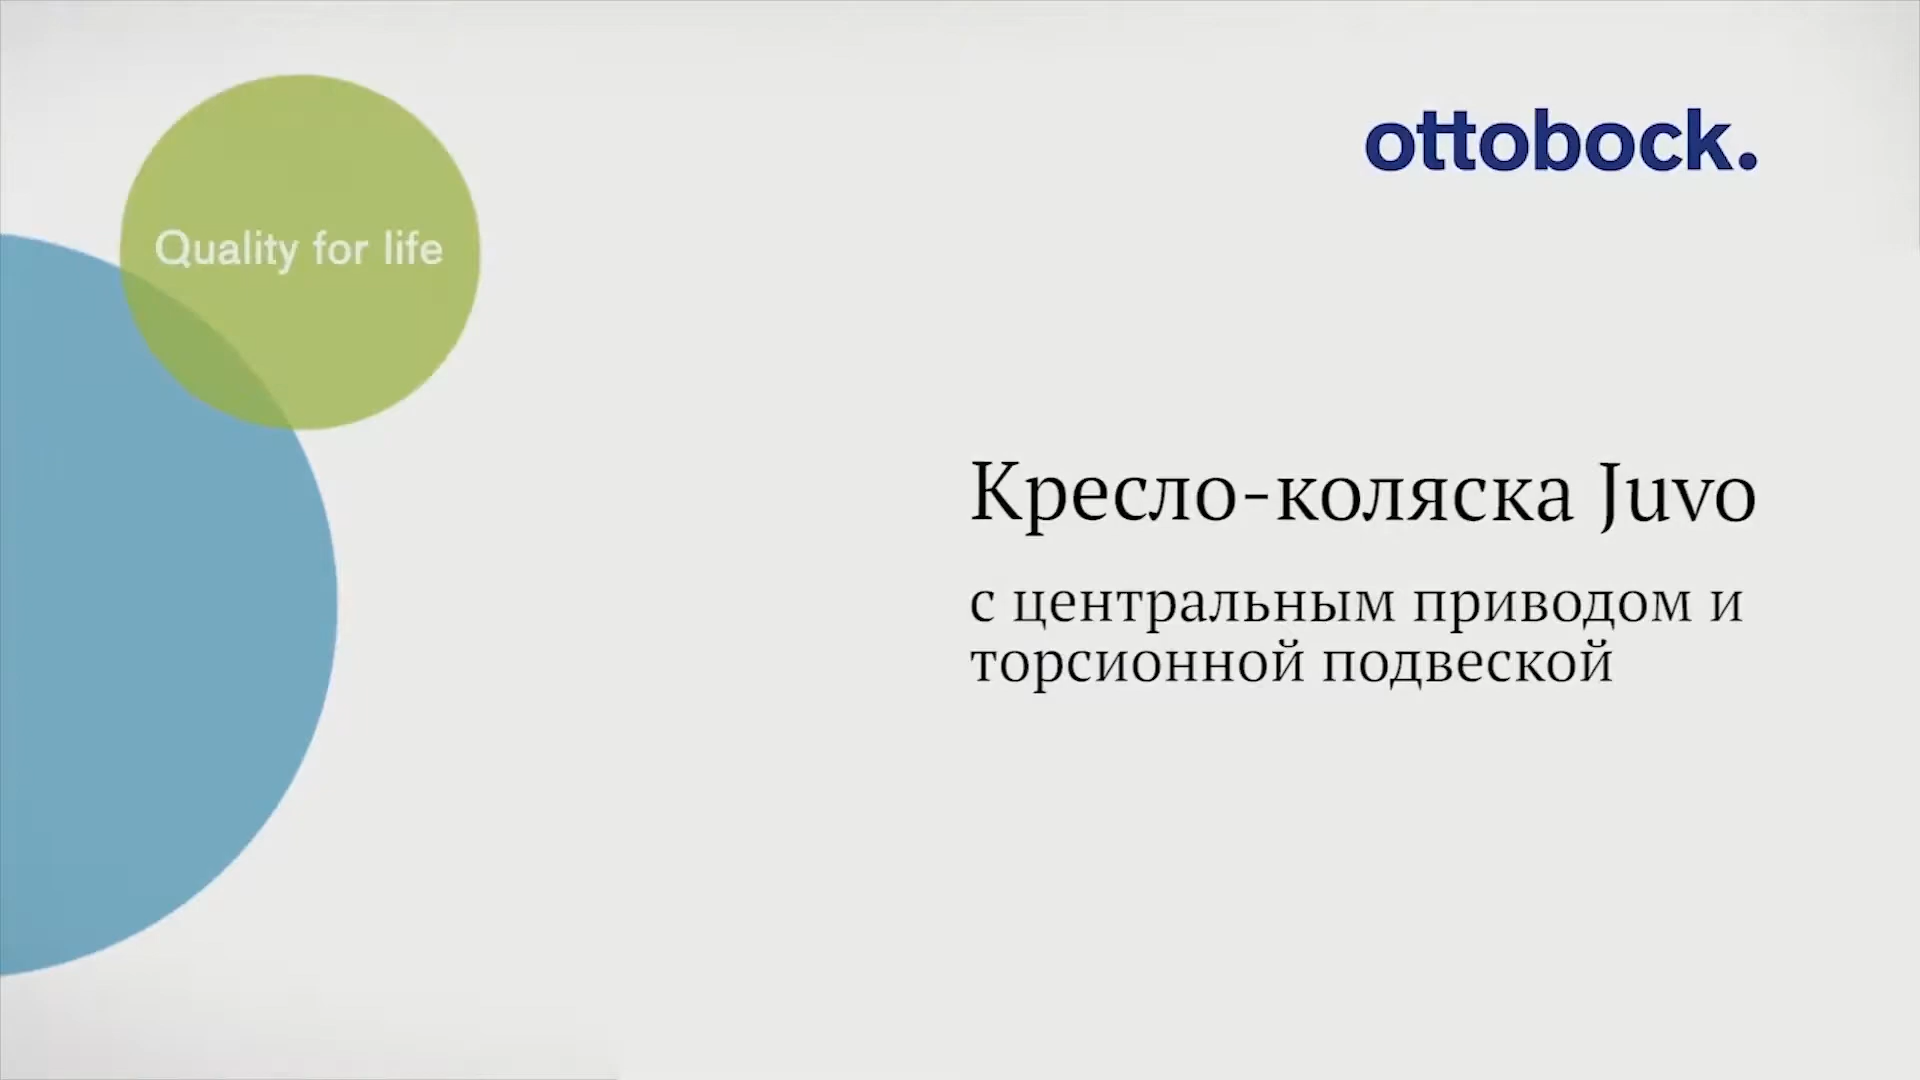 ottobock.
Quality for life
Кресло-коляска Juvo
с центральным приводом и
торсионной подвеской